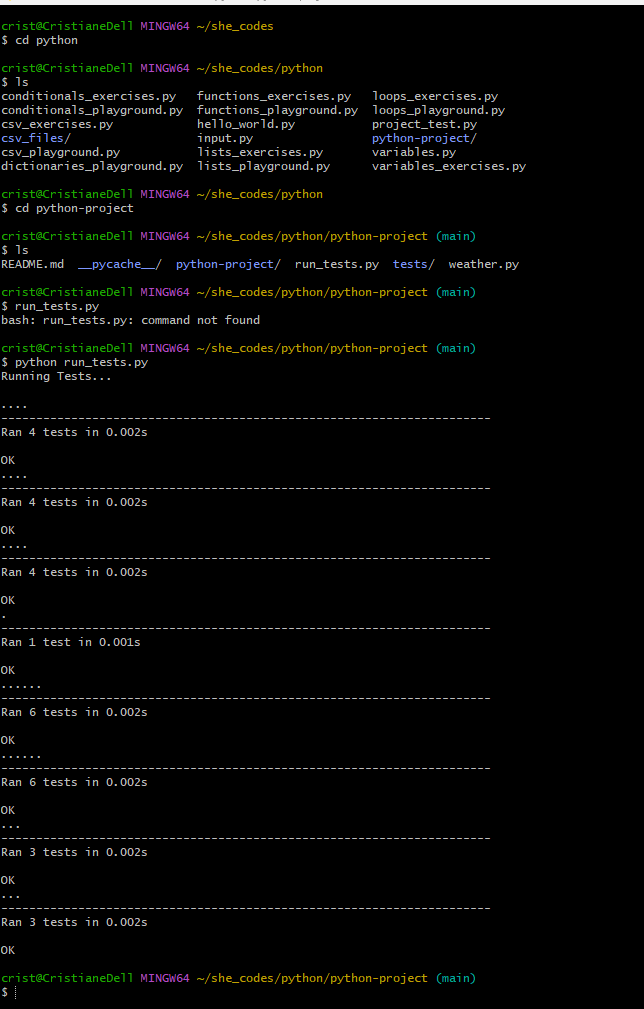 crist@CristianeDell MINGW64 ~/she_codes
$ cd python
crist@CristianeDell MINGW64 ~/she_codes/python
$ ls
conditionals_exercises.py functions_exercises.py loops_exercises.py
conditionals_playground.py functions_playground.py loops_playground.py
csv_exercises.py hello_world.py project_test.py
csv_files/ input.py python-project/
csv_playground.py lists_exercises.py variables.py
dictionaries_playground.py lists_playground.py variables_exercises.py
crist@CristianeDell MINGW64 ~/she_codes/python
$ cd python-project
crist@CristianeDell MINGW64 ~/she_codes/python/python-project (main)
$ ls
README.md __pycache__/ python-project/ run_tests.py tests/ weather.py
crist@CristianeDell MINGW64 ~/she_codes/python/python-project (main)
$ run_tests.py
bash: run_tests.py: command not found
crist@CristianeDell MINGW64 ~/she_codes/python/python-project (main)
$ python run_tests.py
Running Tests...
....
----------------------------------------------------------------------
Ran 4 tests in 0.002s
OK
....
----------------------------------------------------------------------
Ran 4 tests in 0.002s
OK
....
----------------------------------------------------------------------
Ran 4 tests in 0.002s
OK
.
----------------------------------------------------------------------
Ran 1 test in 0.001s
OK
......
----------------------------------------------------------------------
Ran 6 tests in 0.002s
OK
......
----------------------------------------------------------------------
Ran 6 tests in 0.002s
OK
...
----------------------------------------------------------------------
Ran 3 tests in 0.002s
OK
...
----------------------------------------------------------------------
Ran 3 tests in 0.002s
OK
crist@CristianeDell MINGW64 ~/she_codes/python/python-project (main)
$